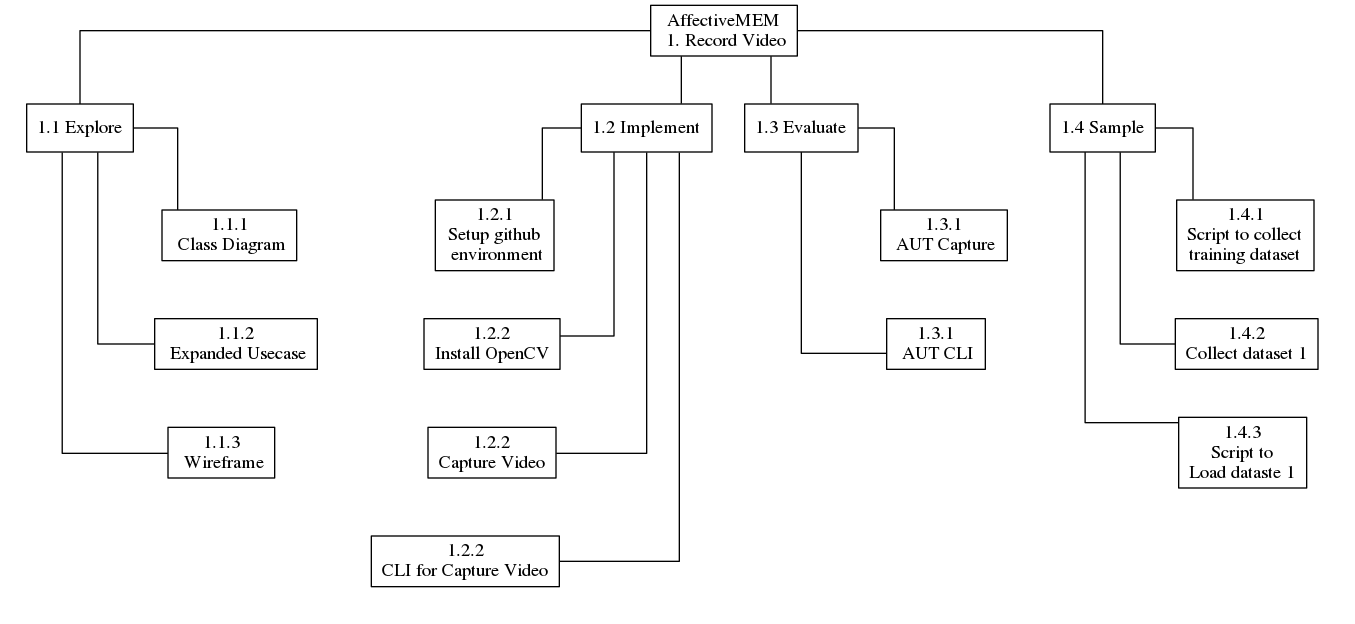 AffectiveMEM
1. Record Video
1.1 Explore
1.2 Implement
1.3 Evaluate
1.4 Sample
1.1.1
Class Diagram
1.2.1
Setup github
environment
1.3.1
AUT Capture
1.4.1
Script to collect
training dataset
1.1.2
Expanded Usecase
1.2.2
Install OpenCV
1.3.1
AUT CLI
1.4.2
Collect dataset 1
1.1.3
Wireframe
1.2.2
Capture Video
1.4.3
Script to
Load dataste 1
1.2.2
CLI for Capture Video